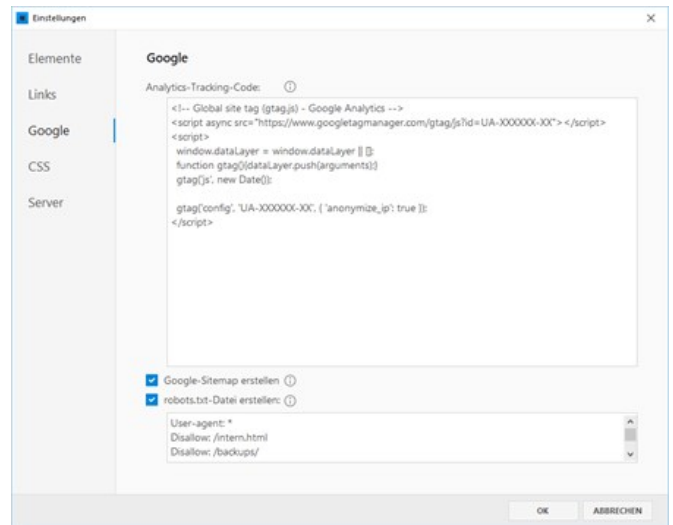 Einstellungen
Elemente
Links
Google
CSS
Server
Google
Analytics-Tracking-Code:
<!-- Global site tag (gtag.js) - Google Analytics -->
<script async src="https://www.googletagmanager.com/gtag/js?id=UA-XXXXXX-XX"></script>
<script>
window.dataLayer = window.dataLayer || [];
function gtag(){dataLayer.push(arguments);}
gtag('js', new Date());
gtag('config', 'UA-XXXXXX-XX', { 'anonymize_ip': true });
</script>
Google-Sitemap erstellen
robots.txt-Datei erstellen:
User-agent: *
Disallow: /intern.html
Disallow: /backups/
OK
ABBRECHEN